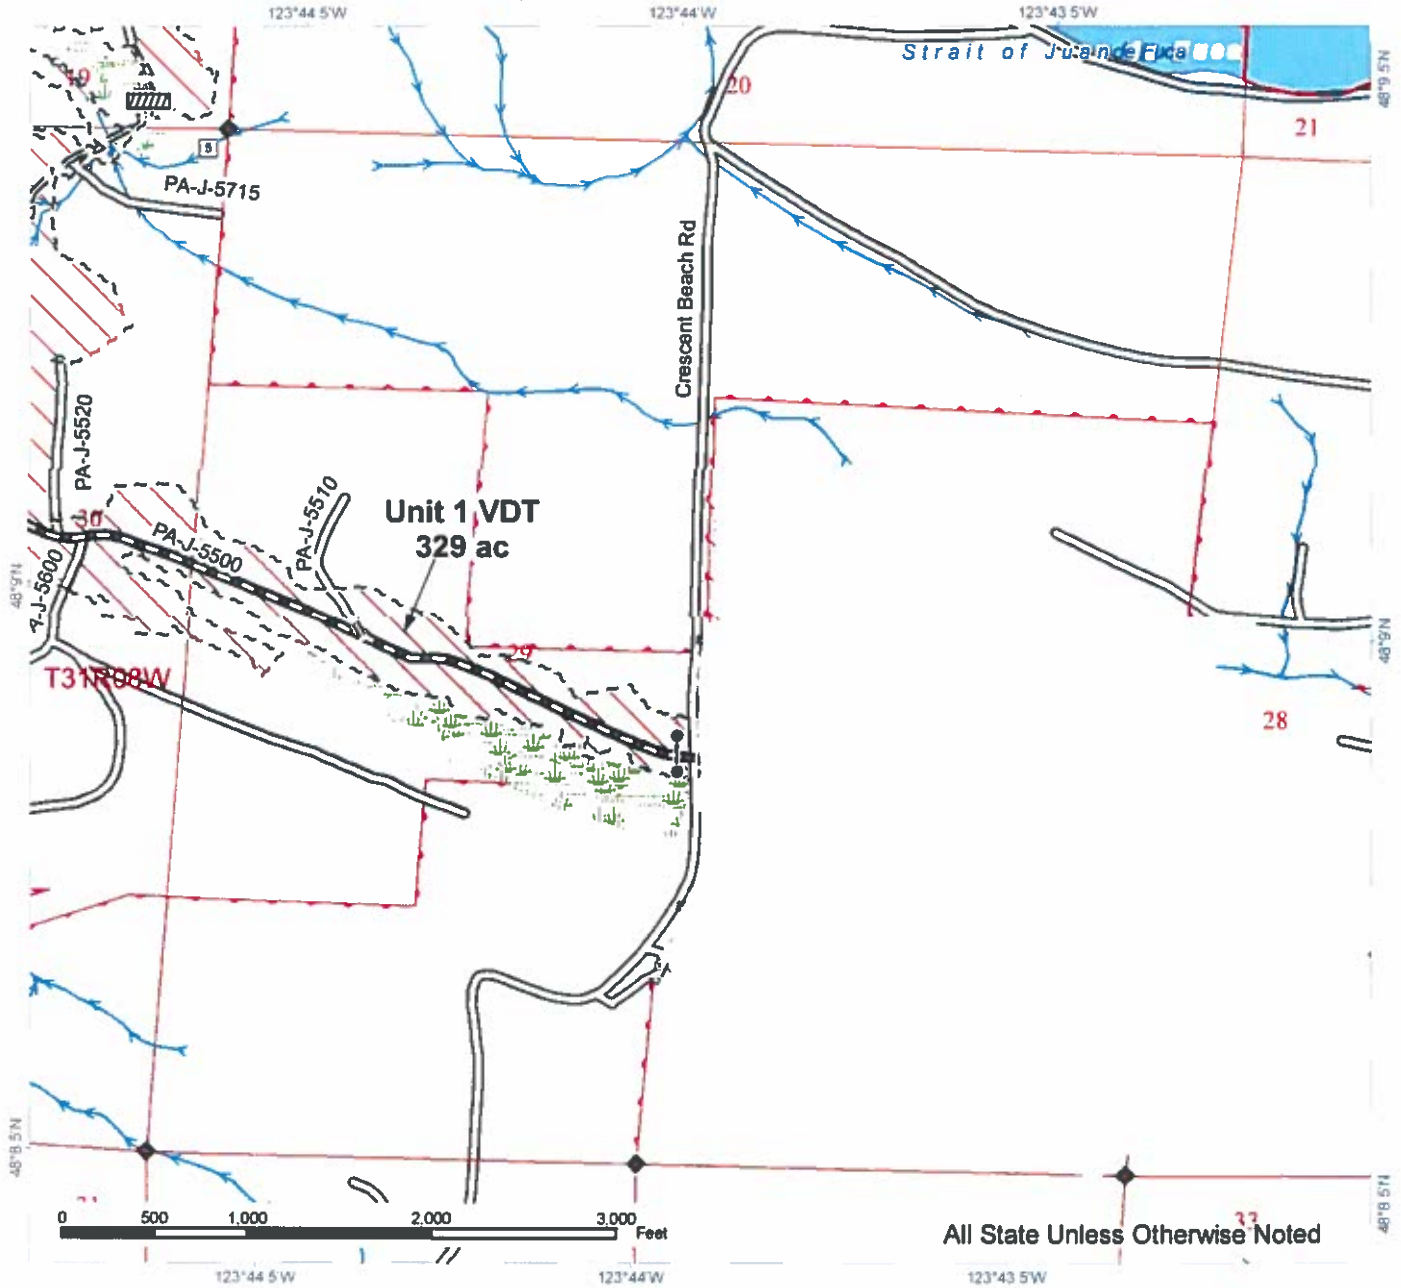 123°44 5'W
123°44'W
123°43 5'W
Strait of Juan de Fuca
48°9 5'N
19
20
21
5
PA-J-5715
Crescent Beach Rd
PA-J-5520
PA-J-5510
Unit 1 VDT
329 ac
30
PA-J-5500
48°9'N
A-J-5600
48°9'N
29
T31R08W
28
48°8 5'N
48°8 5'N
33
0 500 1,000 2,000 3,000
Feet
All State Unless Otherwise Noted
123°44 5'W
123°44'W
123°43 5'W